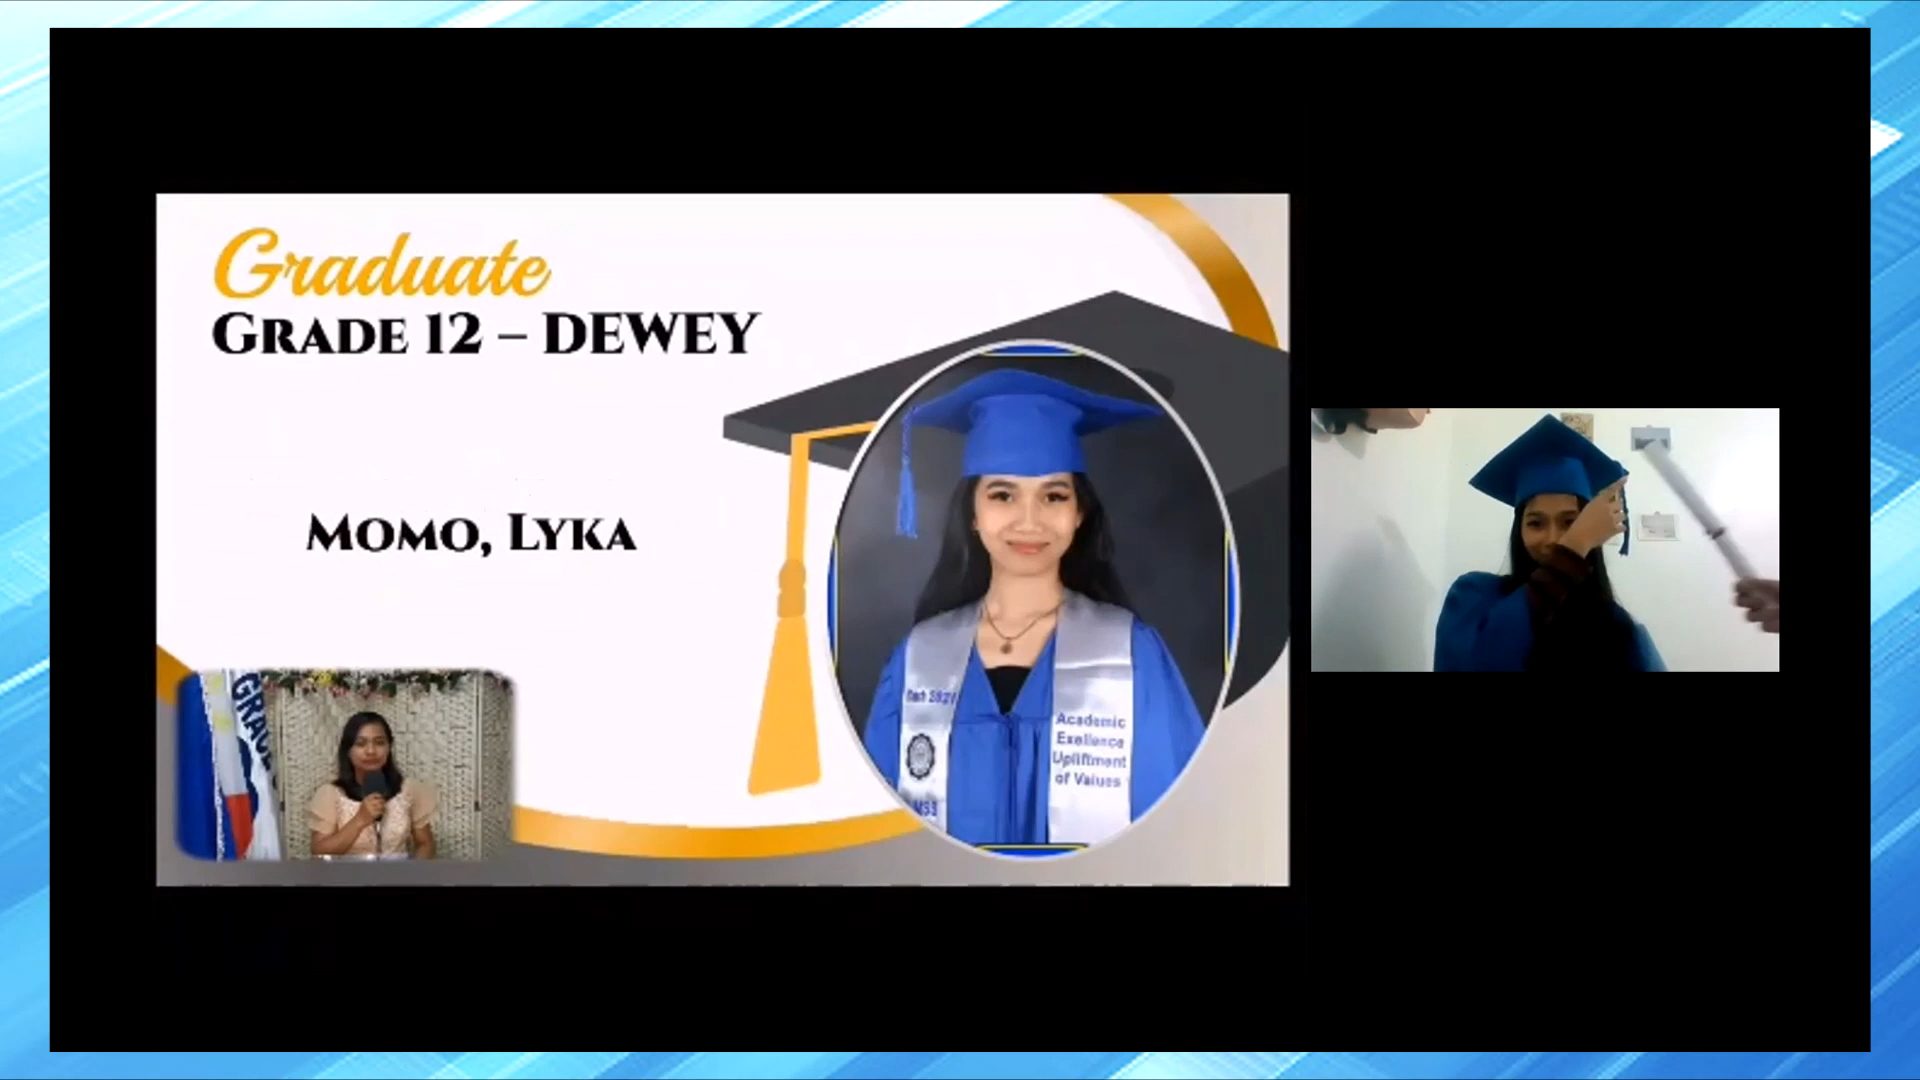 Graduate
GRADE 12 – DEWEY
MOMO, LYKA
Academic
Exellence
Upliftment
of Values